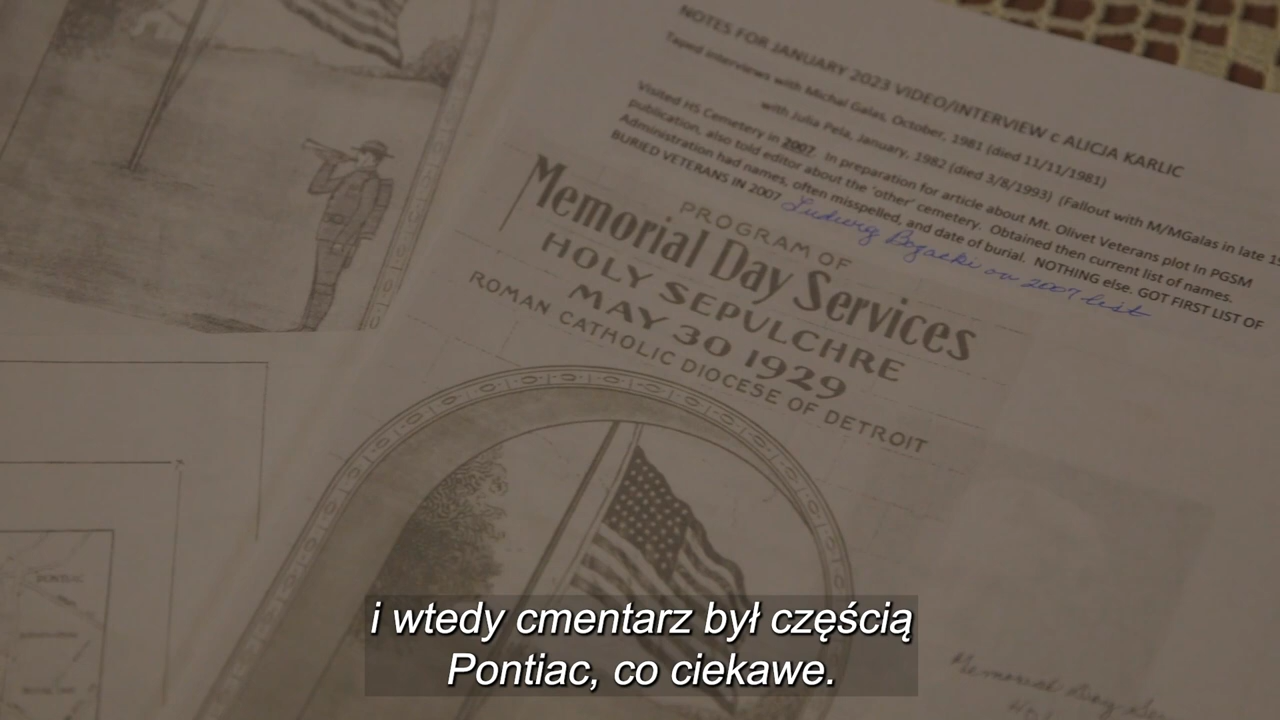 NOTES FOR JANUARY 2023 VIDEO/INTERVIEW c ALICJA KARLIC
Taped interviews with Michal Galas, October, 1981 (died 11/11/1981)
with Julia Pela, January, 1982 (died 3/8/1993) (Fallout with M/MGalas in late
Visited HS Cemetery in 2007. In preparation for article about Mt. Olivet Veterans plot In PGSM
publication, also told editor about the 'other' cemetery. Obtained then current list of names.
Administration had names, often misspelled, and date of burial. NOTHING else. GOT FIRST LIST OF
BURIED VETERANS IN 2007 Ludwig on 2007 list
PROGRAM OF
Memorial Day Services
HOLY SEPULCHRE
MAY 30 1929
ROMAN CATHOLIC DIOCESE OF DETROIT
PONTIAC
Memorial Day
i wtedy cmentarz był częścią
Pontiac, co ciekawe.